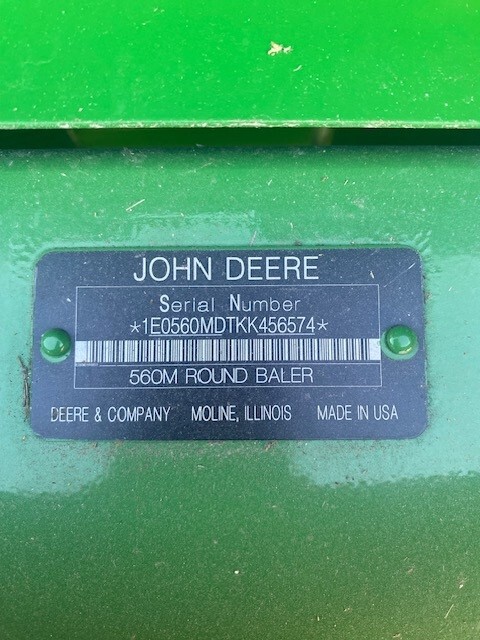 JOHN DEERE
Serial Number
*1E0560MDTKK456574*
560M ROUND BALER
DEERE & COMPANY MOLINE, ILLINOIS MADE IN USA